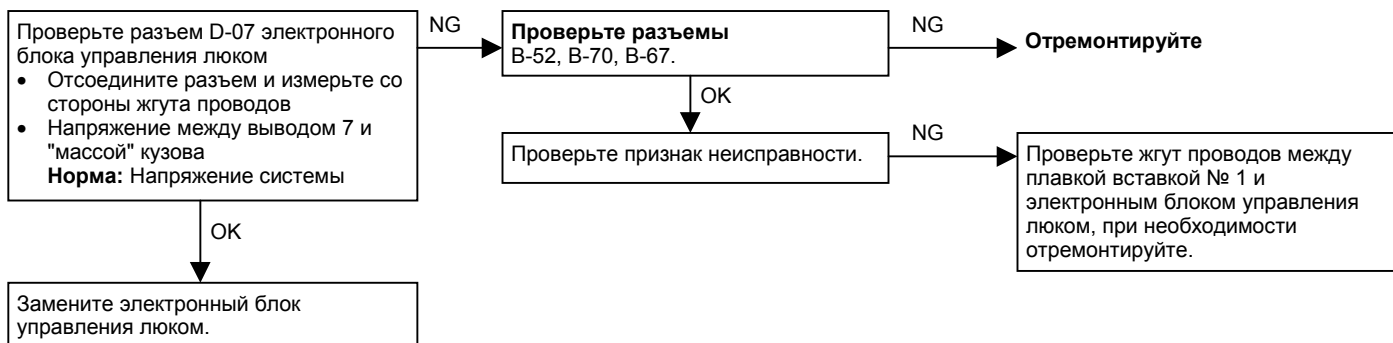 Проверьте разъем D-07 электронного
блока управления люком
• Отсоедините разъем и измерьте со
стороны жгута проводов
• Напряжение между выводом 7 и
"массой" кузова
Норма: Напряжение системы
NG
Проверьте разъемы
B-52, B-70, B-67.
NG
Отремонтируйте
OK
Проверьте признак неисправности.
NG
Проверьте жгут проводов между
плавкой вставкой № 1 и
электронным блоком управления
люком, при необходимости
отремонтируйте.
OK
Замените электронный блок
управления люком.